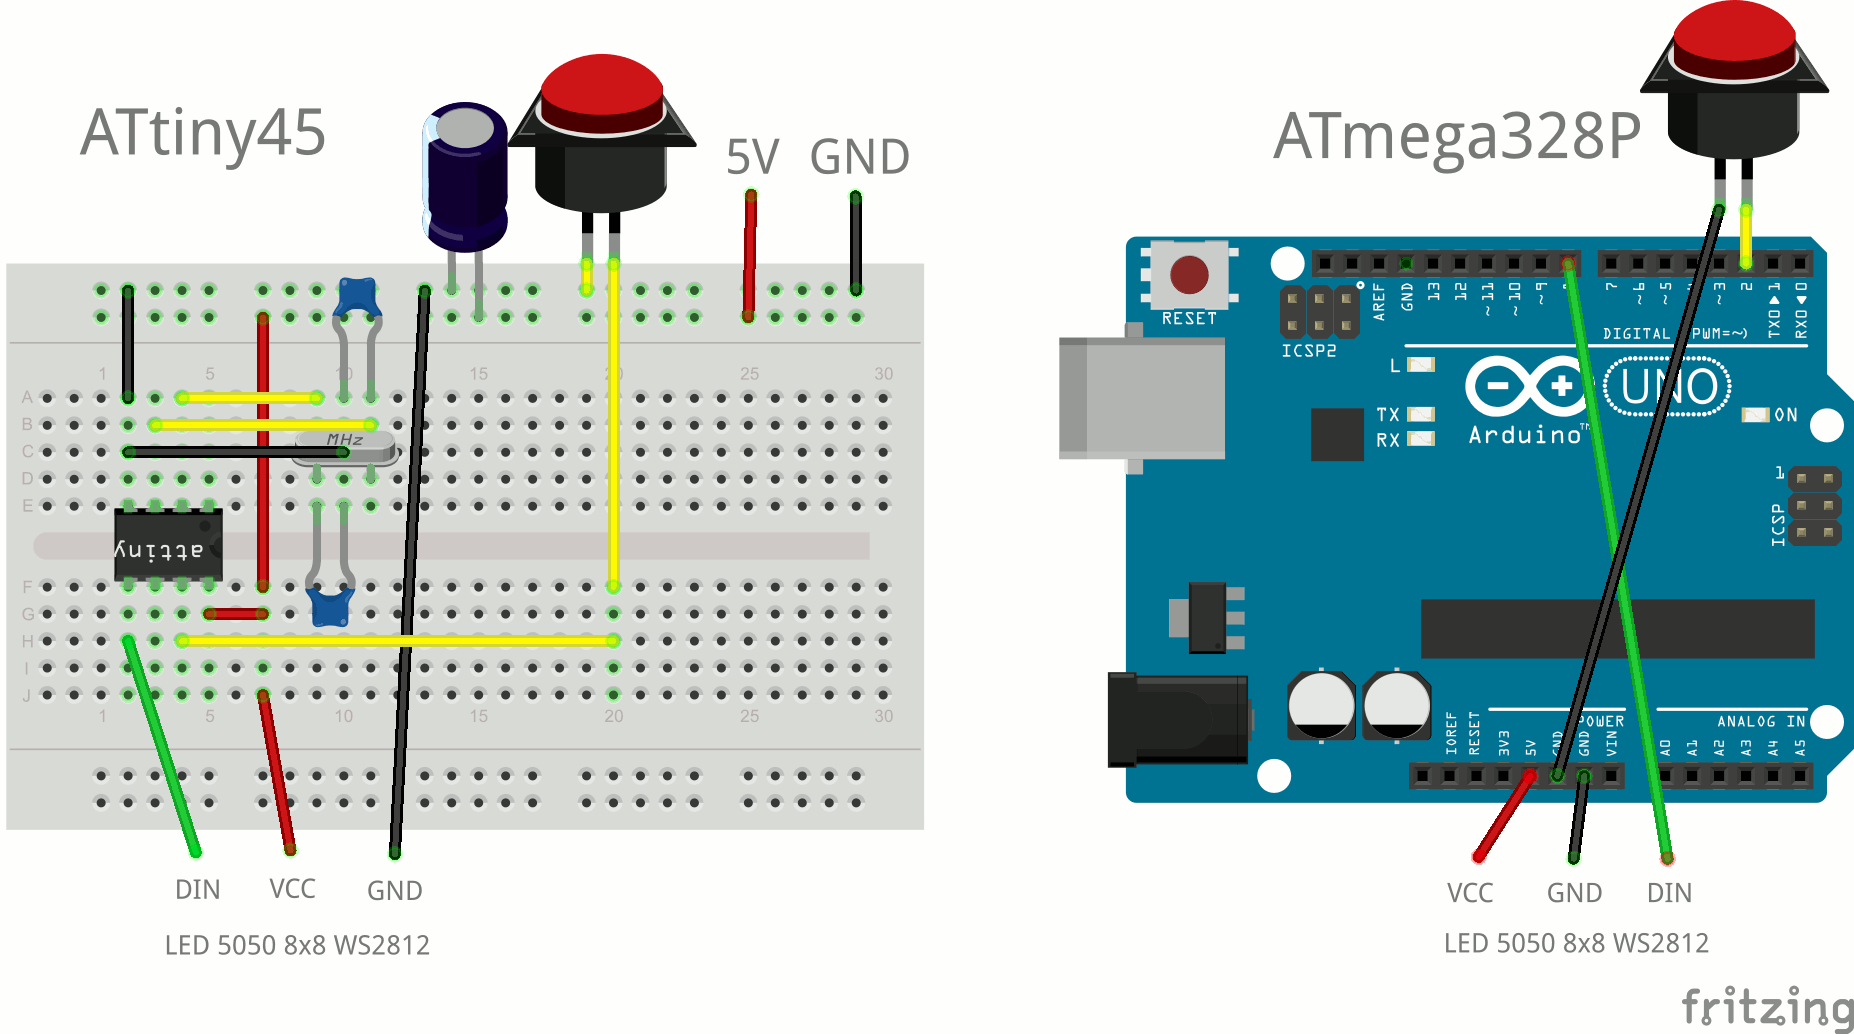 ATtiny45
5V GND
1 5 10 15 20 25 30
A
B
C
D
E
MHz
attiny
F
G
H
I
J
1 5 10 15 20 25 30
DIN VCC GND
LED 5050 8x8 WS2812
ATmega328P
RESET
ICSP2
AREF
GND
13
12
~11
~10
~9
8
7
~6
~5
4
~3
2
TXO▶1
RXO◀0
DIGITAL (PWM=~)
L
TX
RX
UNO
Arduino™
ON
1
ICSP
POWER
ANALOG IN
IOREF
RESET
3V3
5V
GND
GND
VIN
A0
A1
A2
A3
A4
A5
VCC GND DIN
LED 5050 8x8 WS2812
fritzing